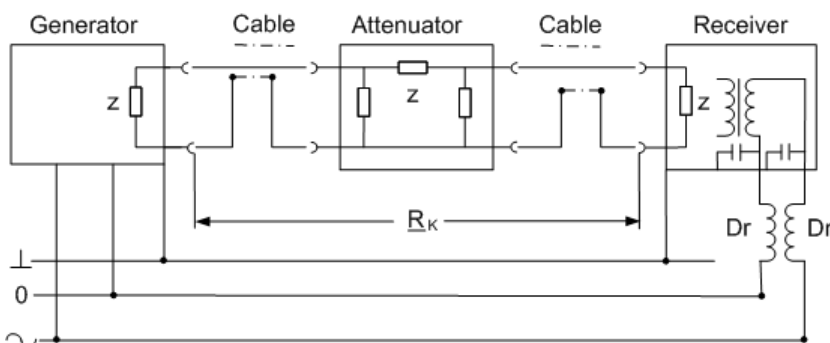 Generator Cable Attenuator Cable Receiver
z z z
R K
Dr Dr
⊥
0
~